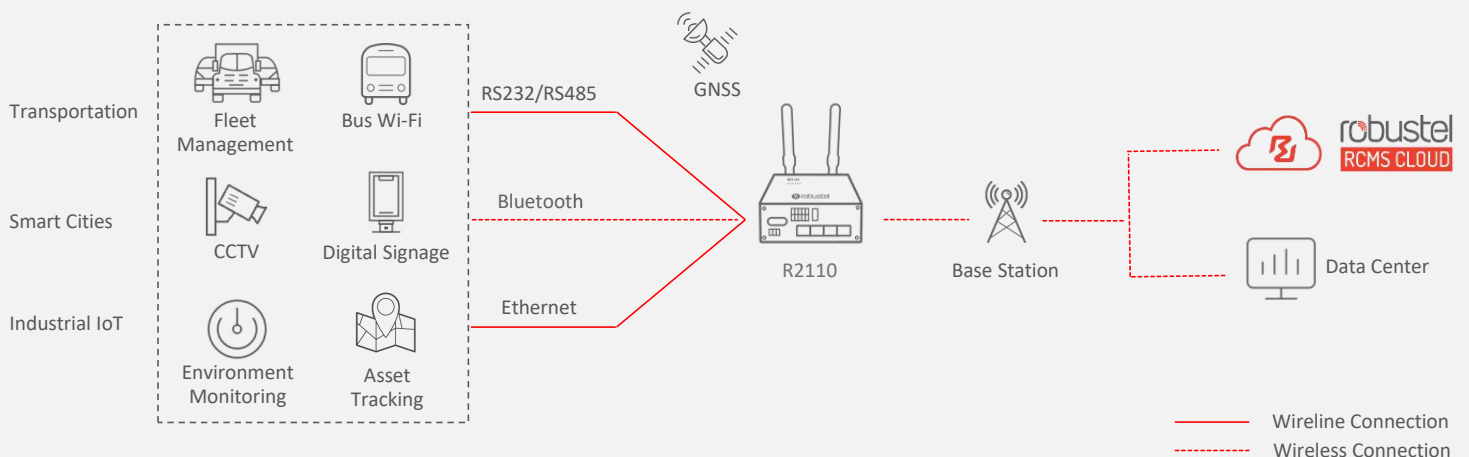 GNSS
RS232/RS485
Transportation
Fleet
Management
Bus Wi-Fi
robustel
RCMS CLOUD
robustel
Bluetooth
Smart Cities
CCTV
Digital Signage
R2110
Base Station
Data Center
Ethernet
Industrial IoT
Environment
Monitoring
Asset
Tracking
Wireline Connection
Wireless Connection